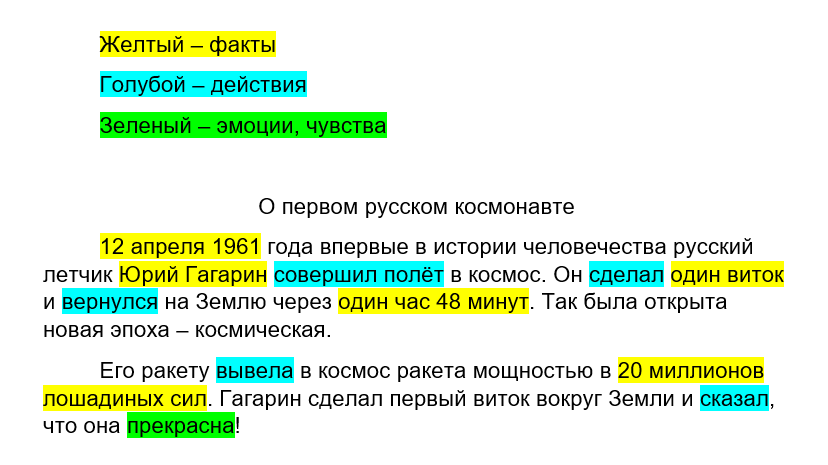 Желтый – факты
Голубой – действия
Зеленый – эмоции, чувства
О первом русском космонавте
12 апреля 1961 года впервые в истории человечества русский
летчик Юрий Гагарин совершил полёт в космос. Он сделал один виток
и вернулся на Землю через один час 48 минут. Так была открыта
новая эпоха – космическая.
Его ракету вывела в космос ракета мощностью в 20 миллионов
лошадиных сил. Гагарин сделал первый виток вокруг Земли и сказал,
что она прекрасна!